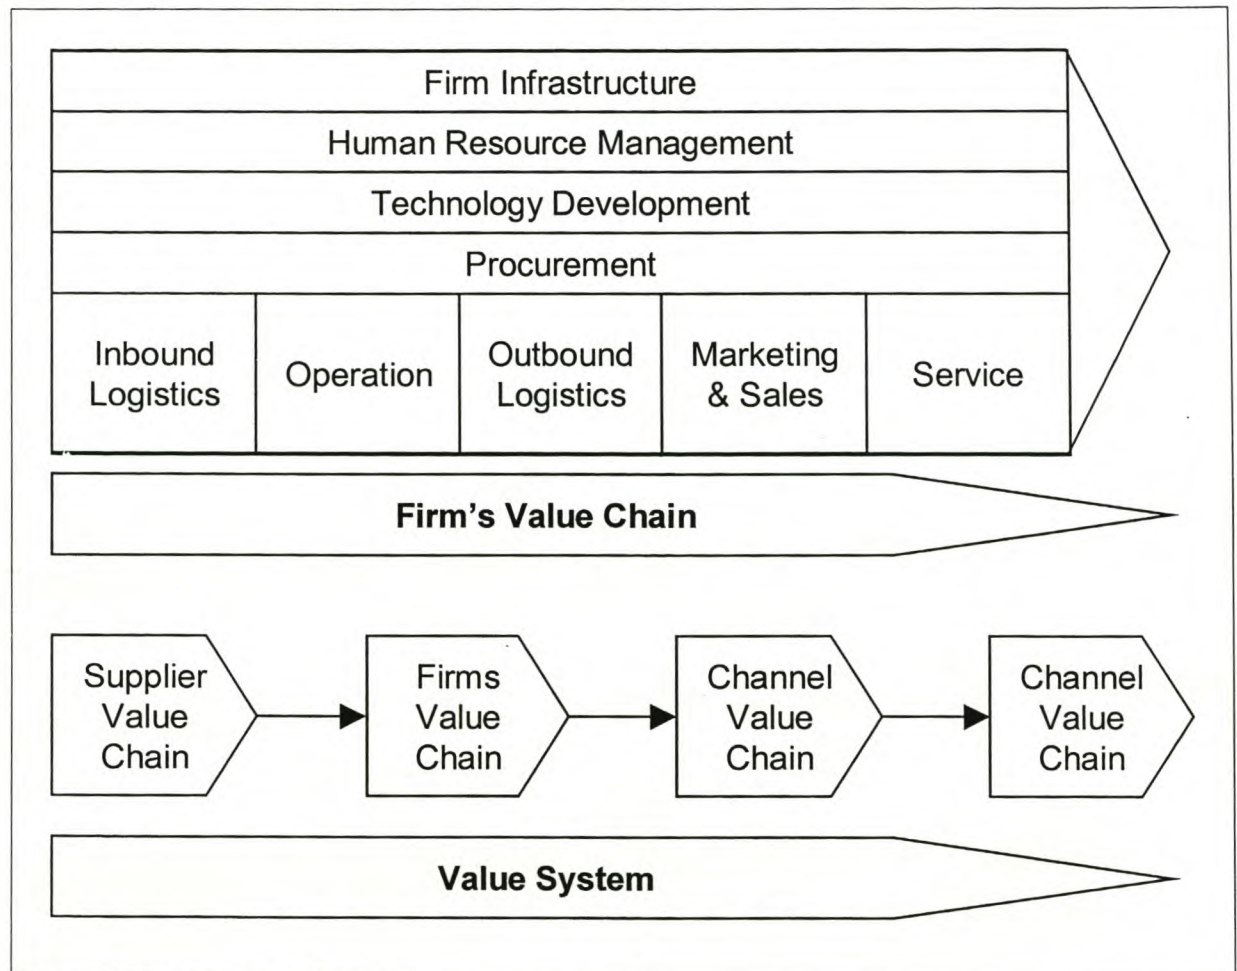 Firm Infrastructure
Human Resource Management
Technology Development
Procurement
Inbound
Logistics
Operation
Outbound
Logistics
Marketing
& Sales
Service
Firm's Value Chain
Supplier
Value
Chain
Firms
Value
Chain
Channel
Value
Chain
Channel
Value
Chain
Value System